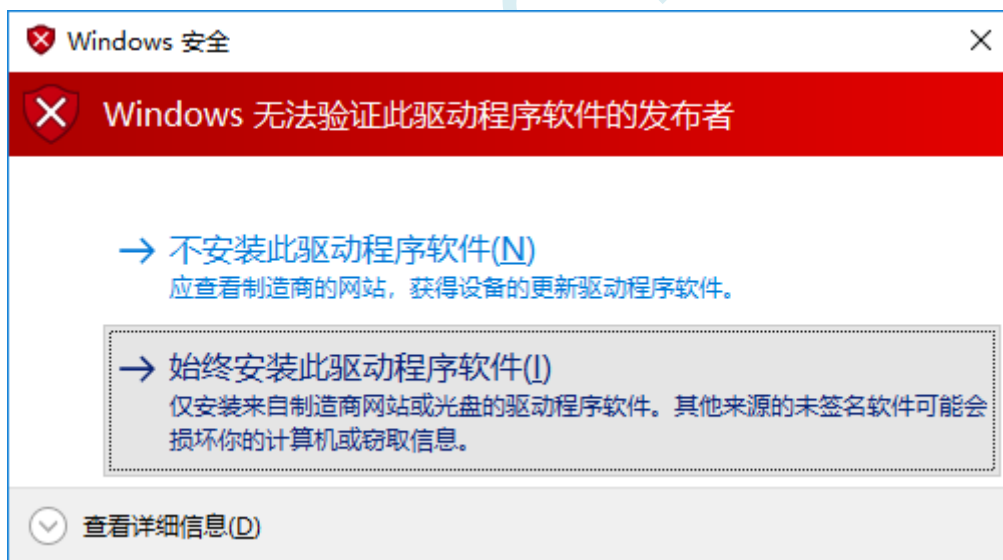 Windows 安全
Windows 无法验证此驱动程序软件的发布者
不安装此驱动程序软件(N)
应查看制造商的网站，获得设备的更新驱动程序软件。
始终安装此驱动程序软件(I)
仅安装来自制造商网站或光盘的驱动程序软件。其他来源的未签名软件可能会
损坏你的计算机或窃取信息。
查看详细信息(D)